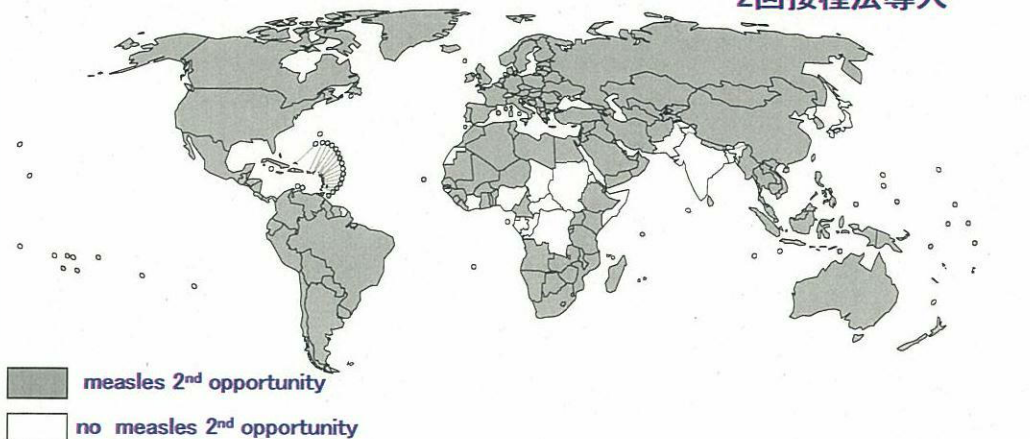 2回接種法導入
measles 2nd opportunity
no measles 2nd opportunity